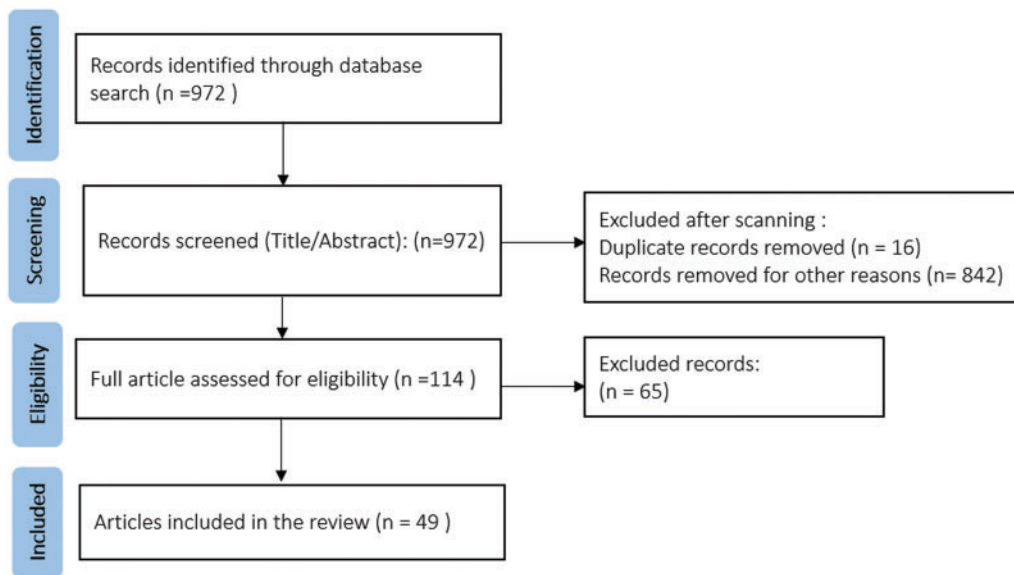 Identification
Records identified through database
search (n =972 )
Screening
Records screened (Title/Abstract): (n=972)
Excluded after scanning :
Duplicate records removed (n = 16)
Records removed for other reasons (n= 842)
Eligibility
Full article assessed for eligibility (n =114 )
Excluded records:
(n = 65)
Included
Articles included in the review (n = 49 )